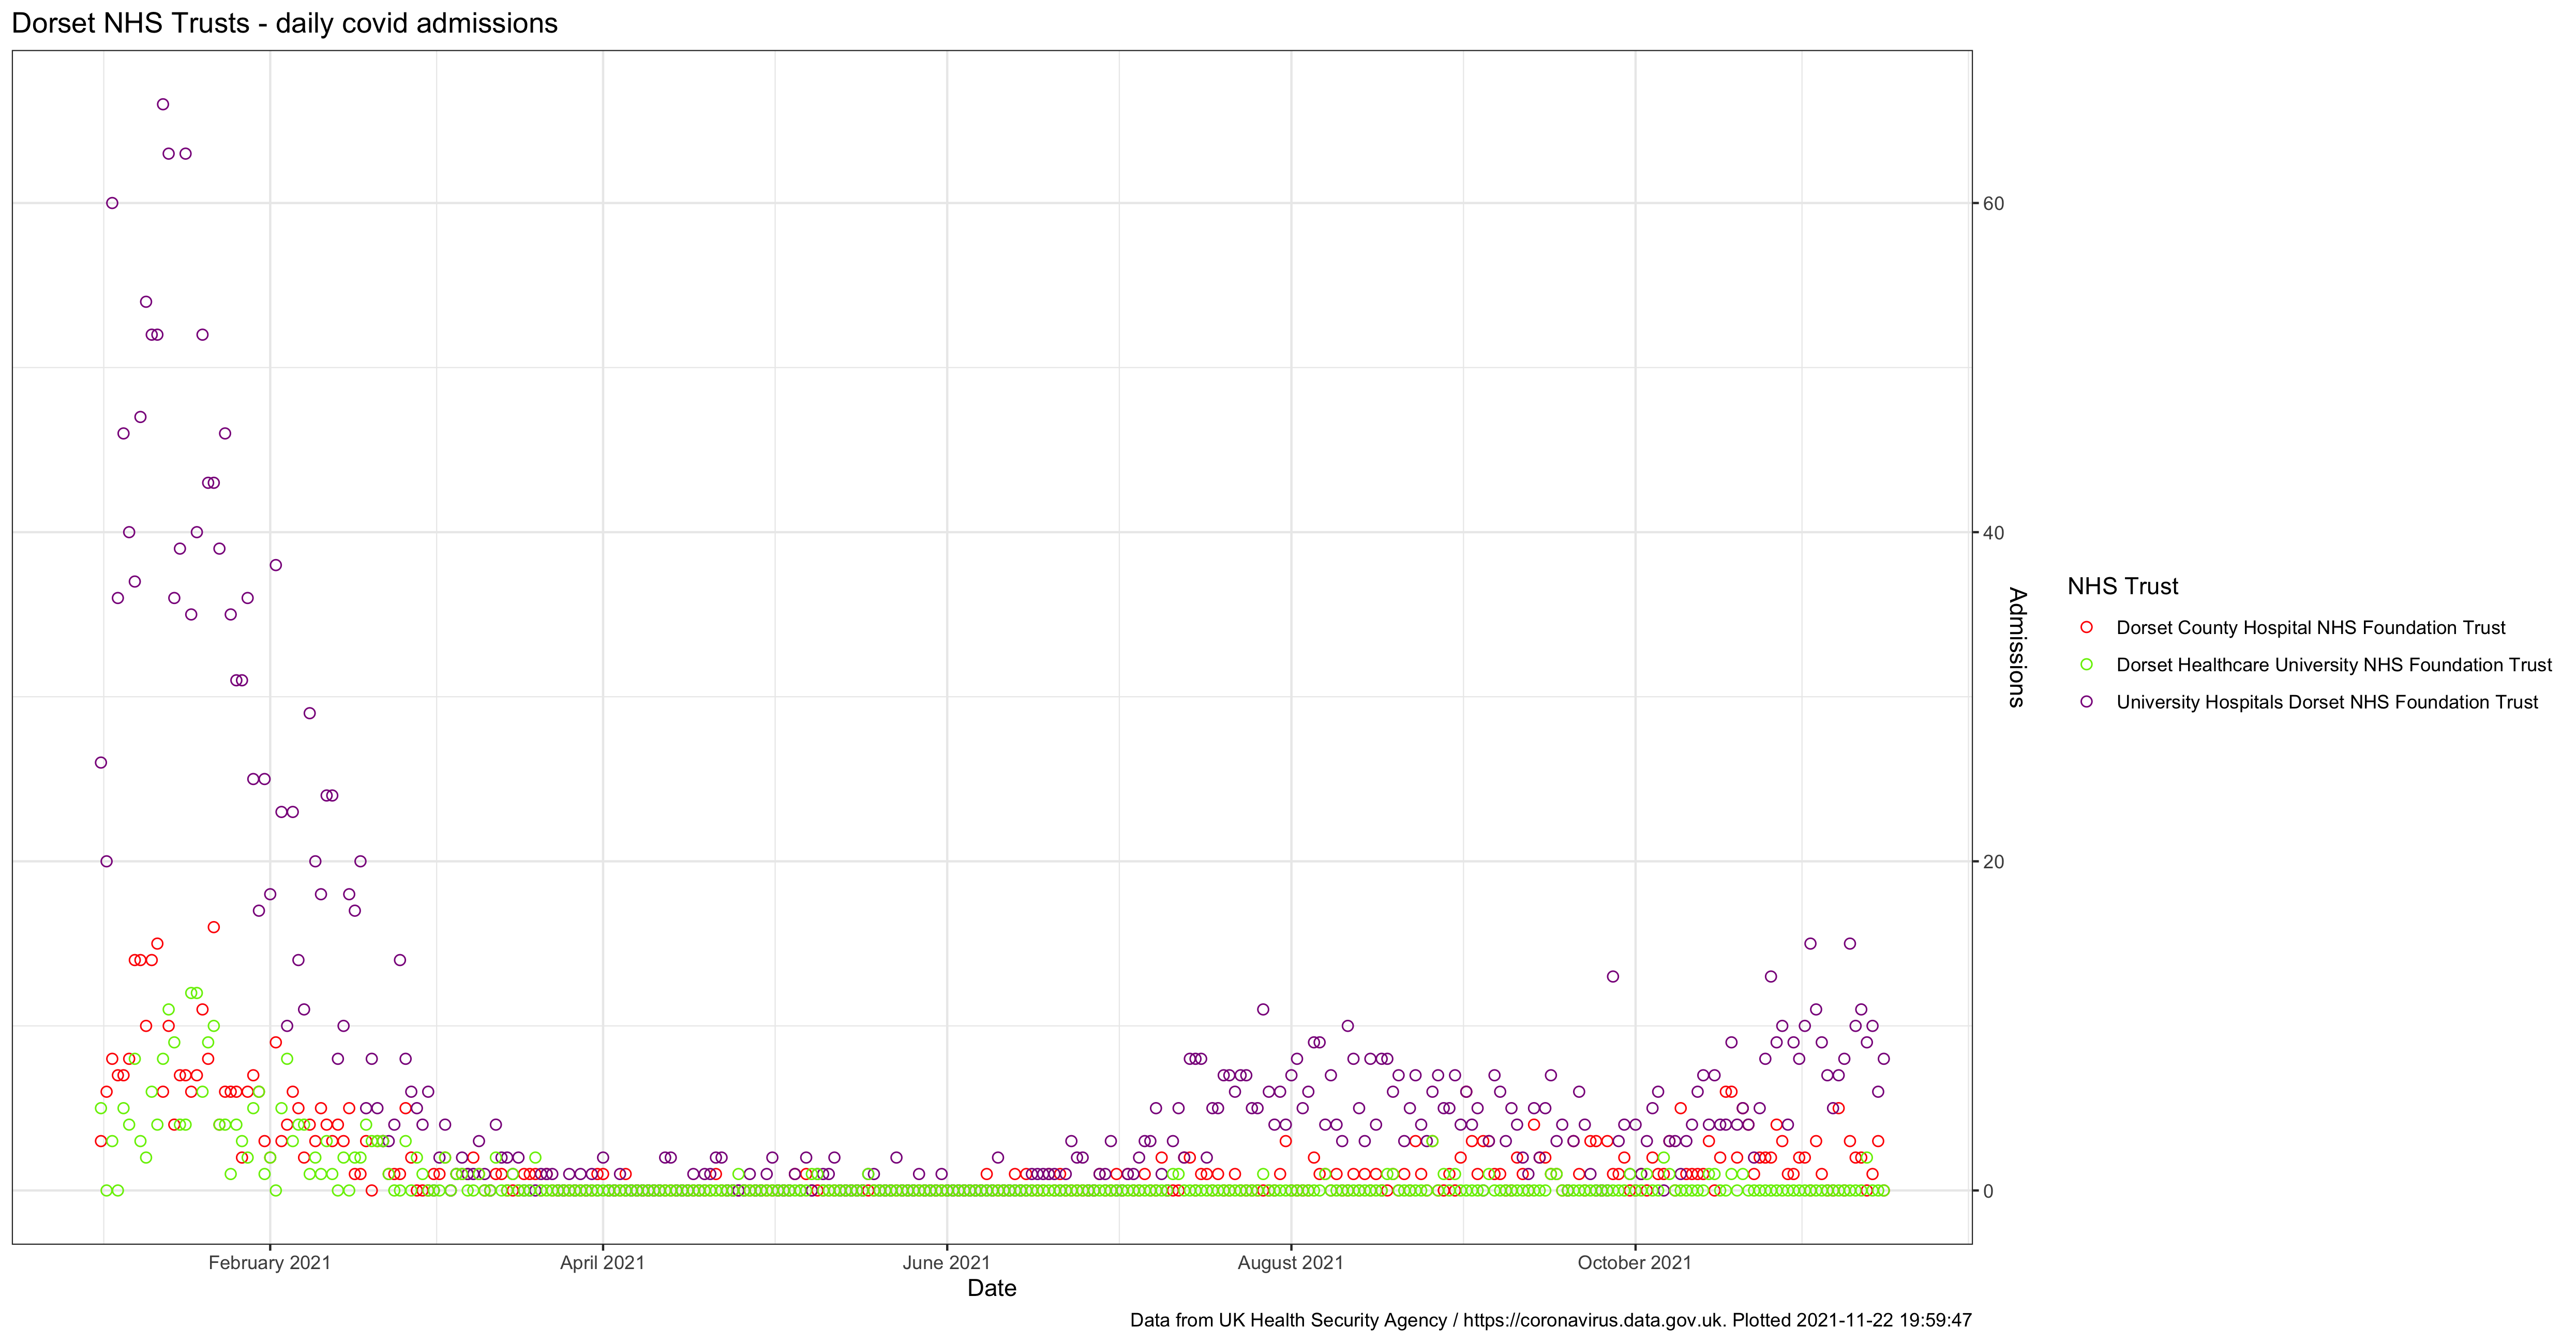 Dorset NHS Trusts - daily covid admissions
60
40
20
0
Admissions
February 2021
April 2021
June 2021
August 2021
October 2021
Date
NHS Trust
Dorset County Hospital NHS Foundation Trust
Dorset Healthcare University NHS Foundation Trust
University Hospitals Dorset NHS Foundation Trust
Data from UK Health Security Agency / https://coronavirus.data.gov.uk. Plotted 2021-11-22 19:59:47